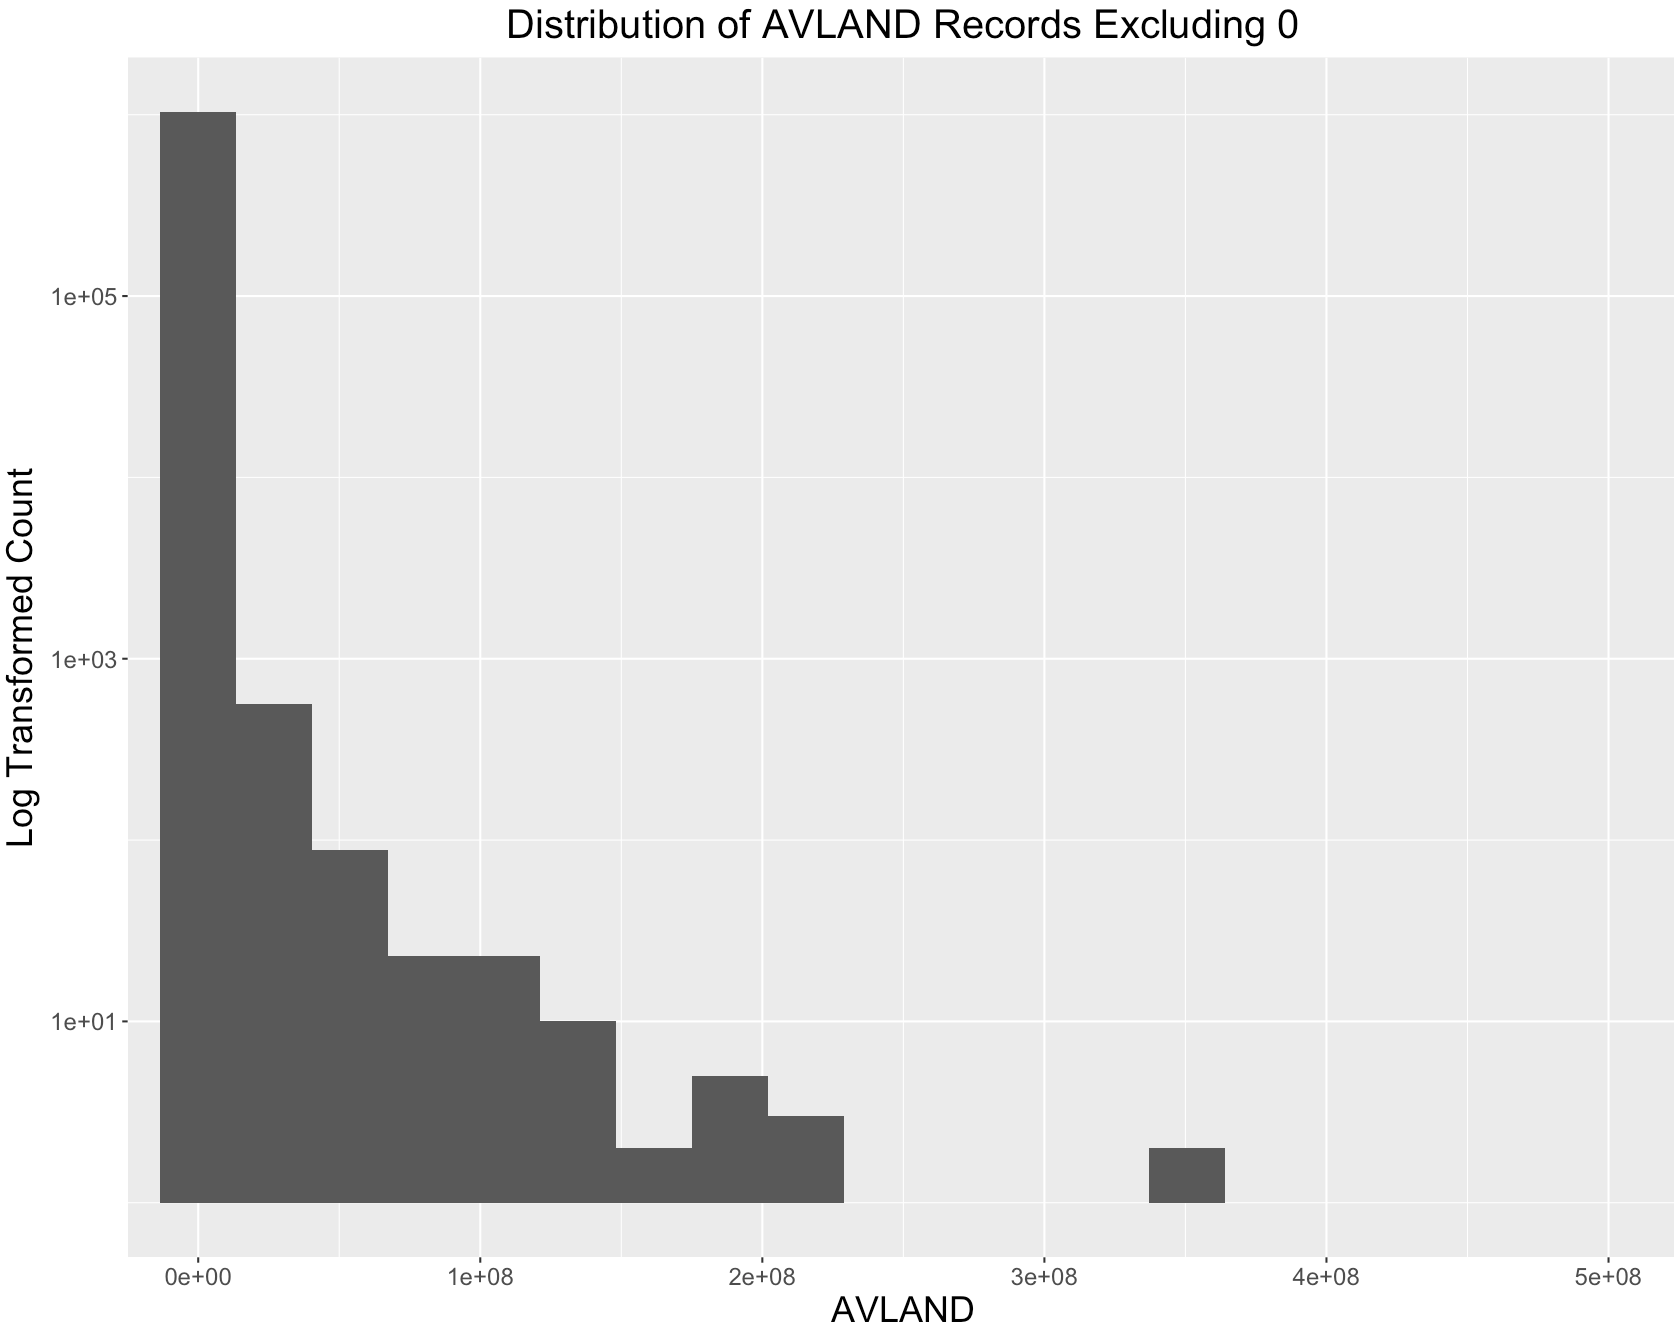 Distribution of AVLAND Records Excluding 0
Log Transformed Count
1e+05
1e+03
1e+01
0e+00 1e+08 2e+08 3e+08 4e+08 5e+08
AVLAND